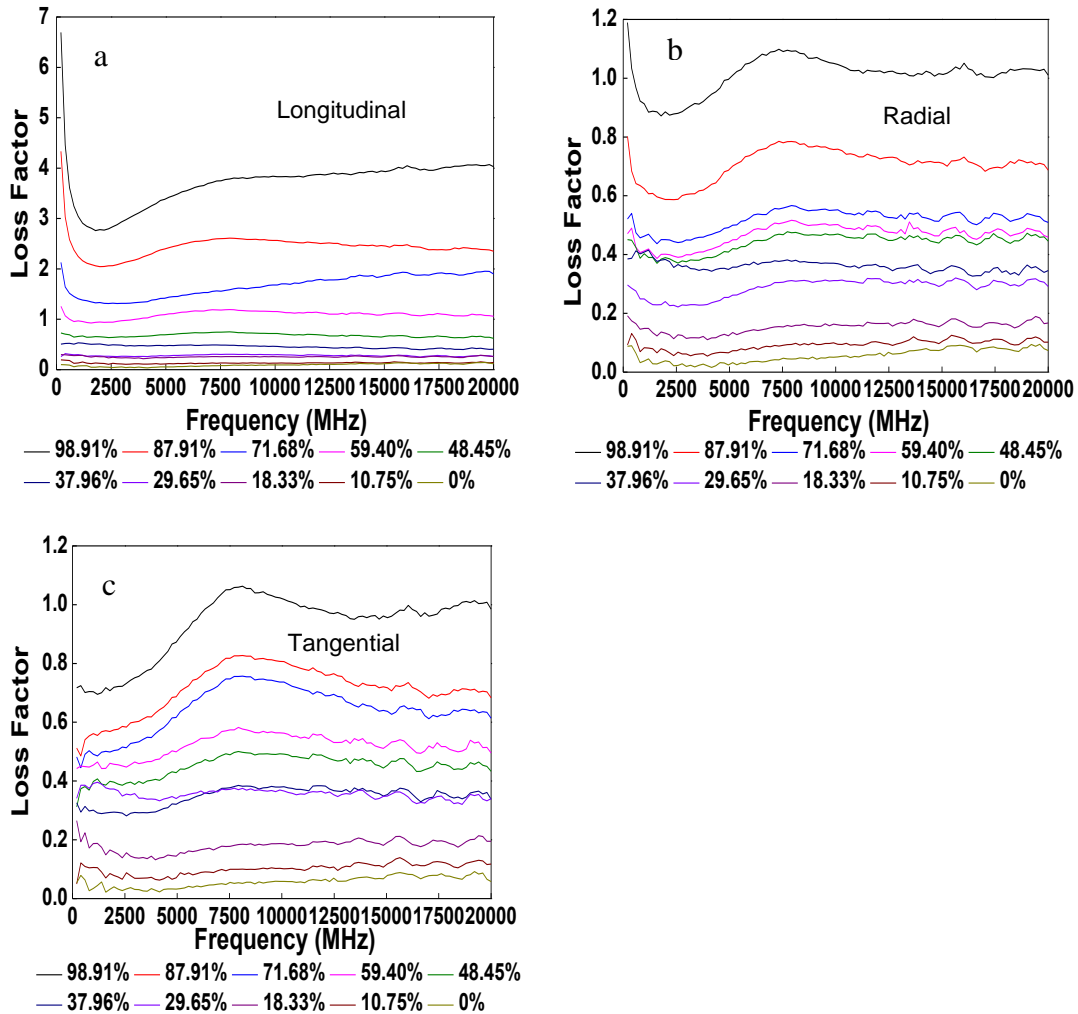 a
Longitudinal
Loss Factor
7
6
5
4
3
2
1
0
0 2500 5000 7500 10000 12500 15000 17500 20000
Frequency (MHz)
98.91% 87.91% 71.68% 59.40% 48.45%
37.96% 29.65% 18.33% 10.75% 0%
b
Radial
Loss Factor
1.2
1.0
0.8
0.6
0.4
0.2
0.0
0 2500 5000 7500 10000 12500 15000 17500 20000
Frequency (MHz)
98.91% 87.91% 71.68% 59.40% 48.45%
37.96% 29.65% 18.33% 10.75% 0%
c
Tangential
Loss Factor
1.2
1.0
0.8
0.6
0.4
0.2
0.0
0 2500 5000 7500 10000 12500 15000 17500 20000
Frequency (MHz)
98.91% 87.91% 71.68% 59.40% 48.45%
37.96% 29.65% 18.33% 10.75% 0%